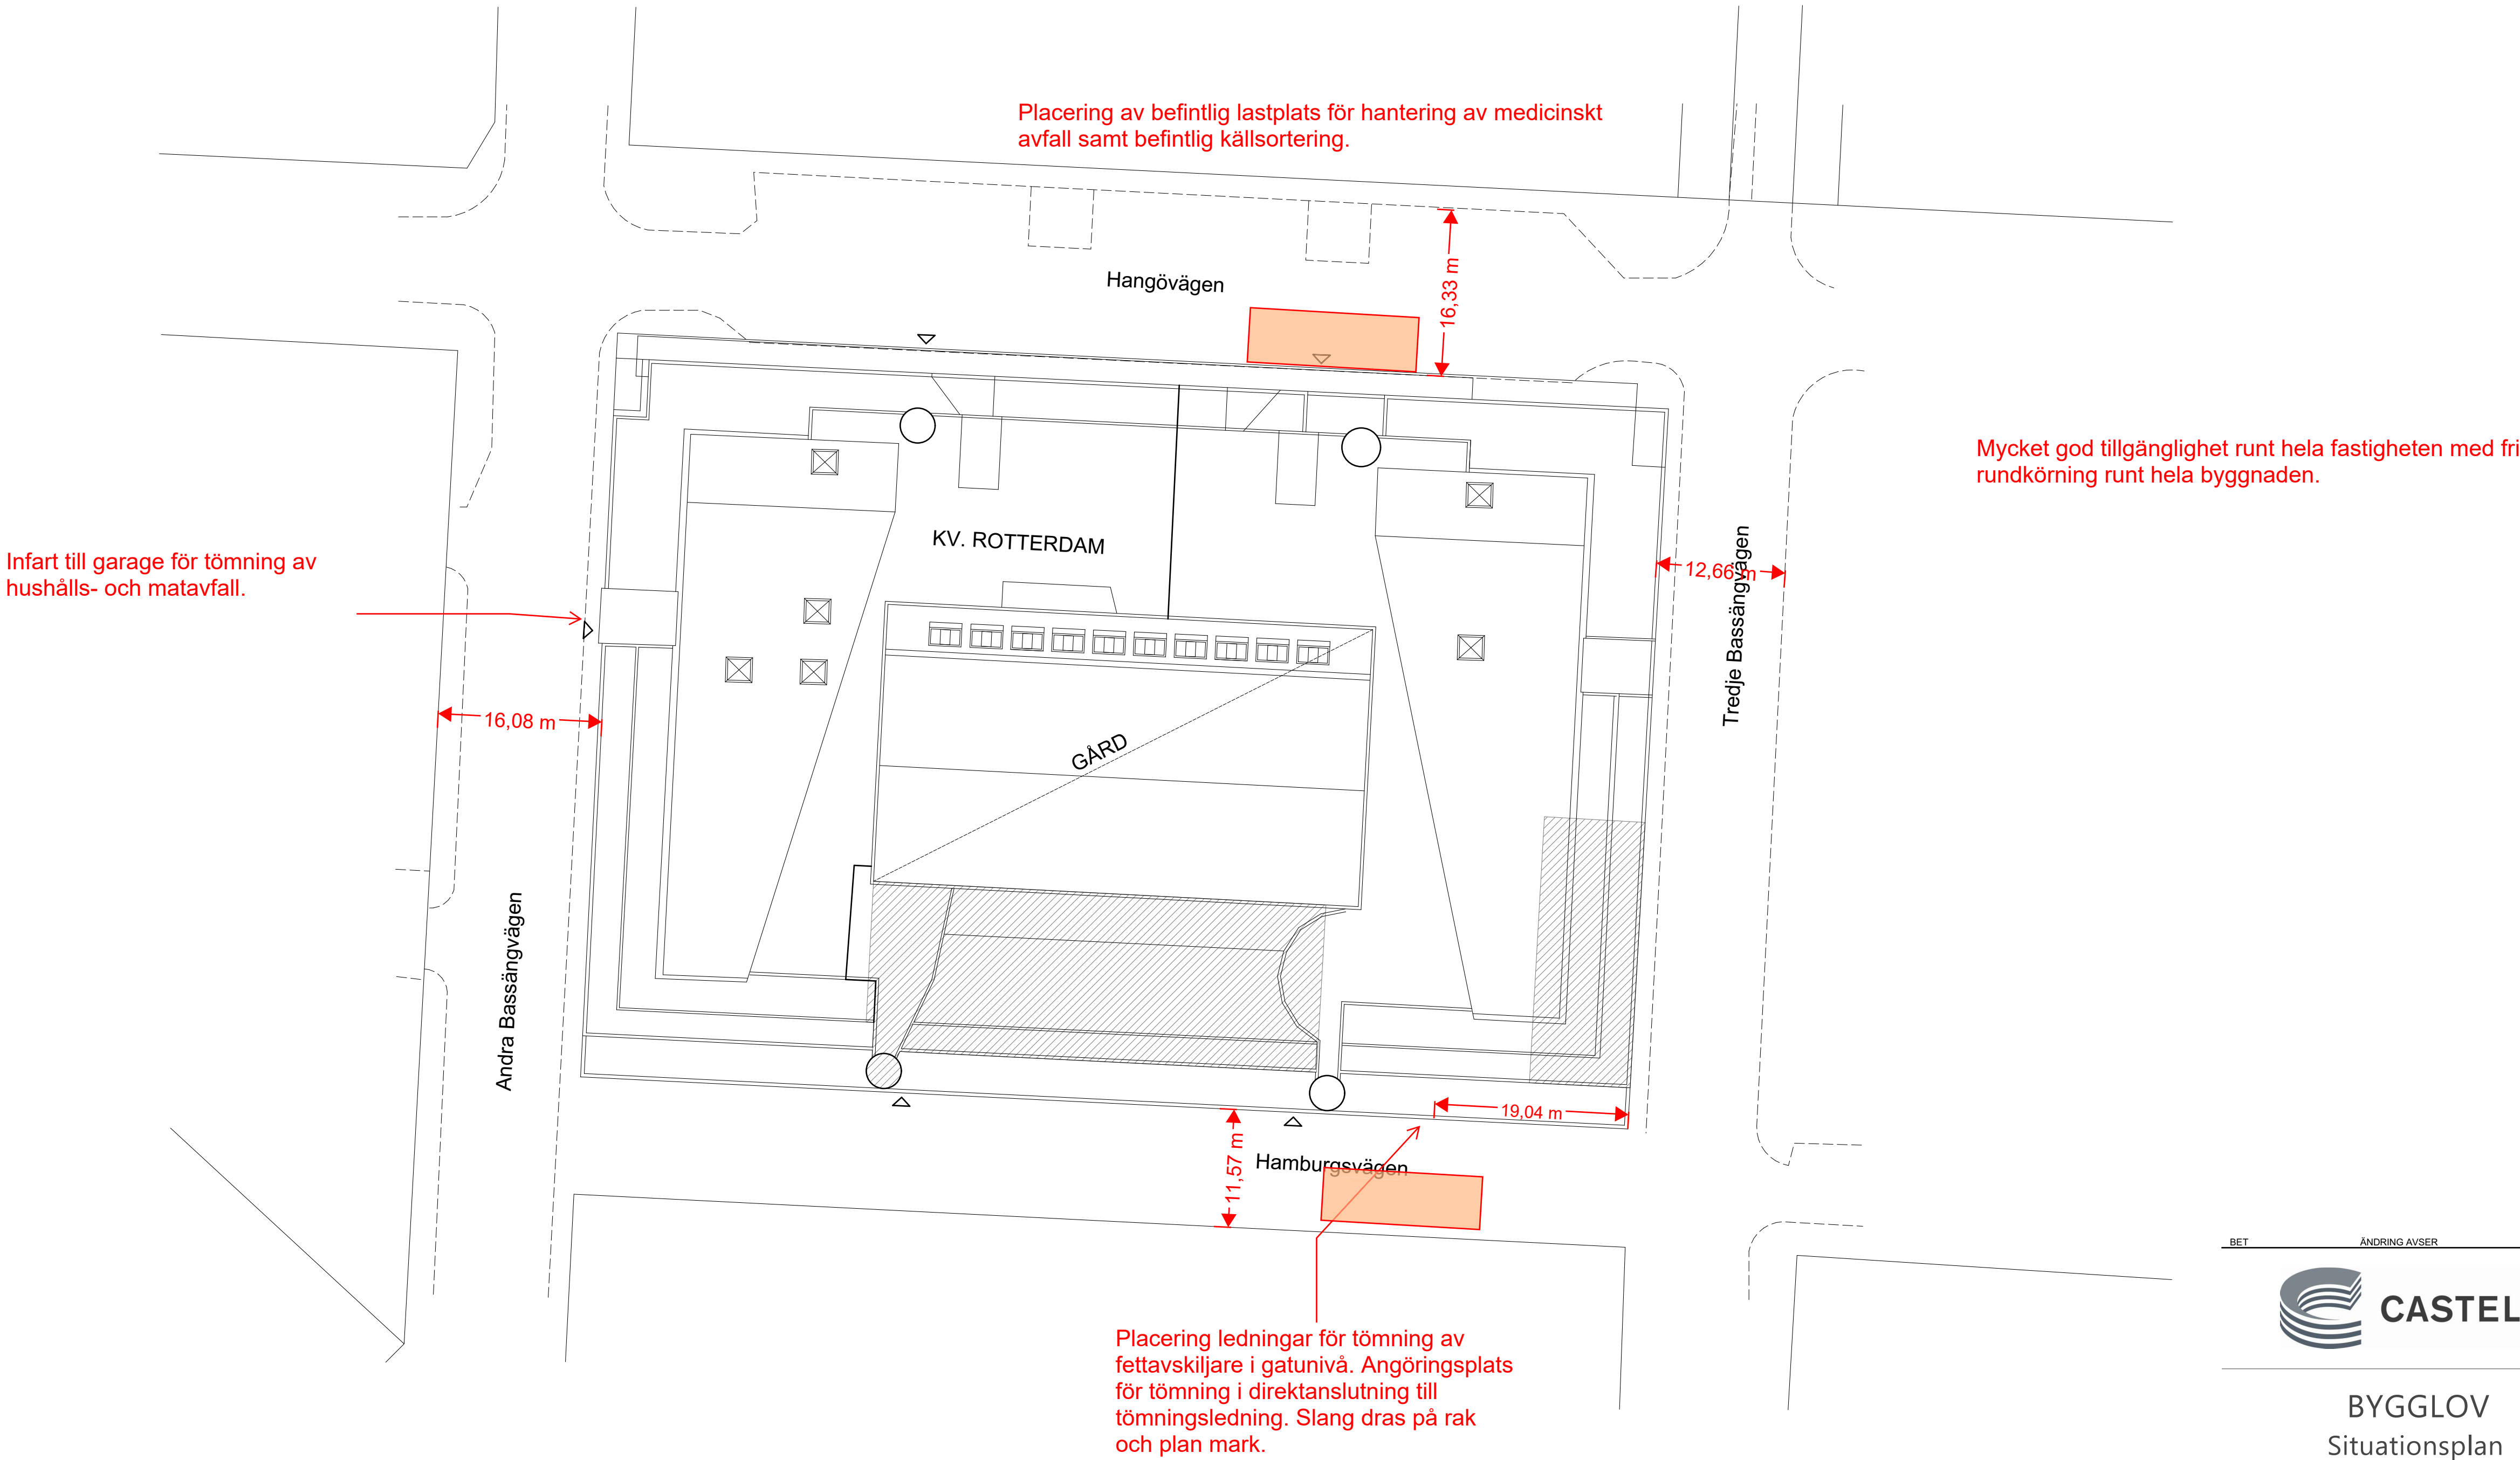 Placering av befintlig lastplats för hantering av medicinskt
avfall samt befintlig källsortering.
Hangövägen
16,33 m
Mycket god tillgänglighet runt hela fastigheten med fri
rundkörning runt hela byggnaden.
KV. ROTTERDAM
Infart till garage för tömning av
hushålls- och matavfall.
12,66 m
Tredje Bassängvägen
16,08 m
GÅRD
Andra Bassängvägen
19,04 m
11,57 m
Hamburgsvägen
Placering ledningar för tömning av
fettavskiljare i gatunivå. Angöringsplats
för tömning i direktanslutning till
tömningsledning. Slang dras på rak
och plan mark.
BET ÄNDRING AVSER
CASTEL
BYGGLOV
Situationsplan